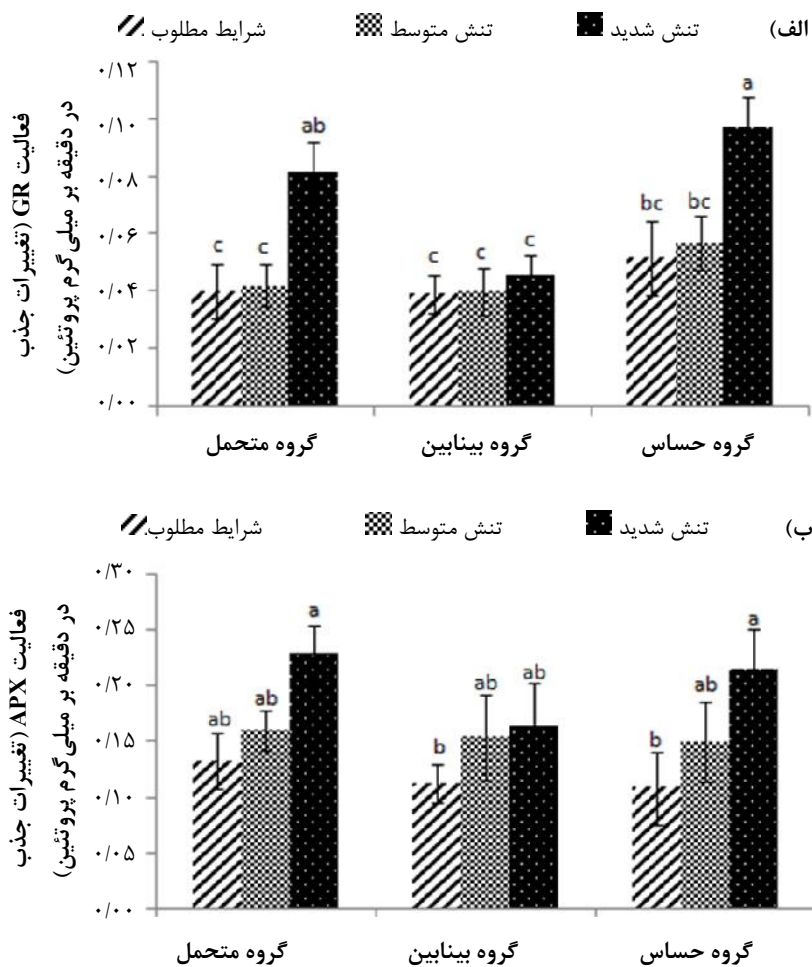 الف) تنش شدید تنش متوسط شرایط مطلوب
فعالیت GR (تغییرات جذب
در دقیقه بر میلی گرم پروتئین)
۰/۱۲
۰/۱۰
۰/۰۸
۰/۰۶
۰/۰۴
۰/۰۲
۰/۰۰
c c ab
c c c
bc bc a
گروه متحمل گروه بینابین گروه حساس
ب) تنش شدید تنش متوسط شرایط مطلوب
فعالیت APX (تغییرات جذب
در دقیقه بر میلی گرم پروتئین)
۰/۳۰
۰/۲۵
۰/۲۰
۰/۱۵
۰/۱۰
۰/۰۵
۰/۰۰
ab ab a
b ab ab
b ab a
گروه متحمل گروه بینابین گروه حساس